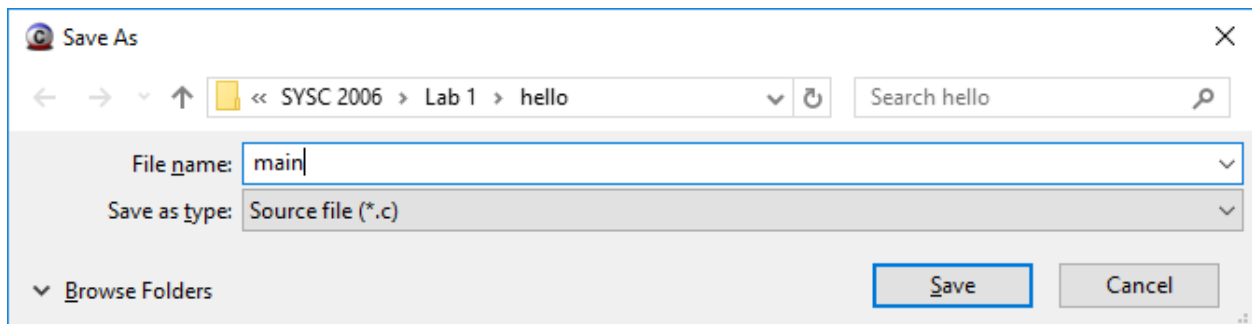 Save As
« SYSC 2006 › Lab 1 › hello
Search hello
File name: main
Save as type: Source file (*.c)
Browse Folders
Save
Cancel